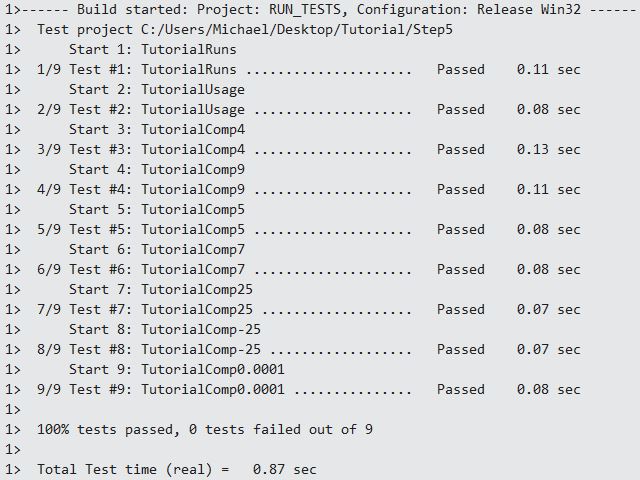 1>------ Build started: Project: RUN_TESTS, Configuration: Release Win32 ------
1>  Test project C:/Users/Michael/Desktop/Tutorial/Step5
1>      Start 1: TutorialRuns
1>  1/9 Test #1: TutorialRuns .....................   Passed    0.11 sec
1>      Start 2: TutorialUsage
1>  2/9 Test #2: TutorialUsage ....................   Passed    0.08 sec
1>      Start 3: TutorialComp4
1>  3/9 Test #3: TutorialComp4 ....................   Passed    0.13 sec
1>      Start 4: TutorialComp9
1>  4/9 Test #4: TutorialComp9 ....................   Passed    0.11 sec
1>      Start 5: TutorialComp5
1>  5/9 Test #5: TutorialComp5 ....................   Passed    0.08 sec
1>      Start 6: TutorialComp7
1>  6/9 Test #6: TutorialComp7 ....................   Passed    0.08 sec
1>      Start 7: TutorialComp25
1>  7/9 Test #7: TutorialComp25 ...................   Passed    0.07 sec
1>      Start 8: TutorialComp-25
1>  8/9 Test #8: TutorialComp-25 ..................   Passed    0.07 sec
1>      Start 9: TutorialComp0.0001
1>  9/9 Test #9: TutorialComp0.0001 ...............   Passed    0.08 sec
1>
1>  100% tests passed, 0 tests failed out of 9
1>
1>  Total Test time (real) =   0.87 sec